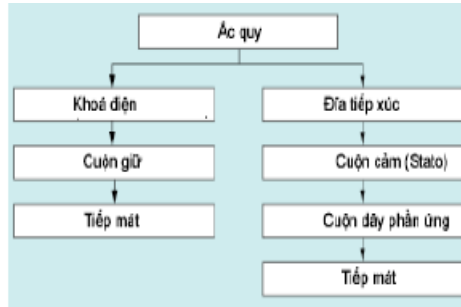 Ắc quy
Khoá điện
Đĩa tiếp xúc
Cuộn giữ
Cuộn cảm (Stato)
Tiếp mát
Cuộn dây phần ứng
Tiếp mát